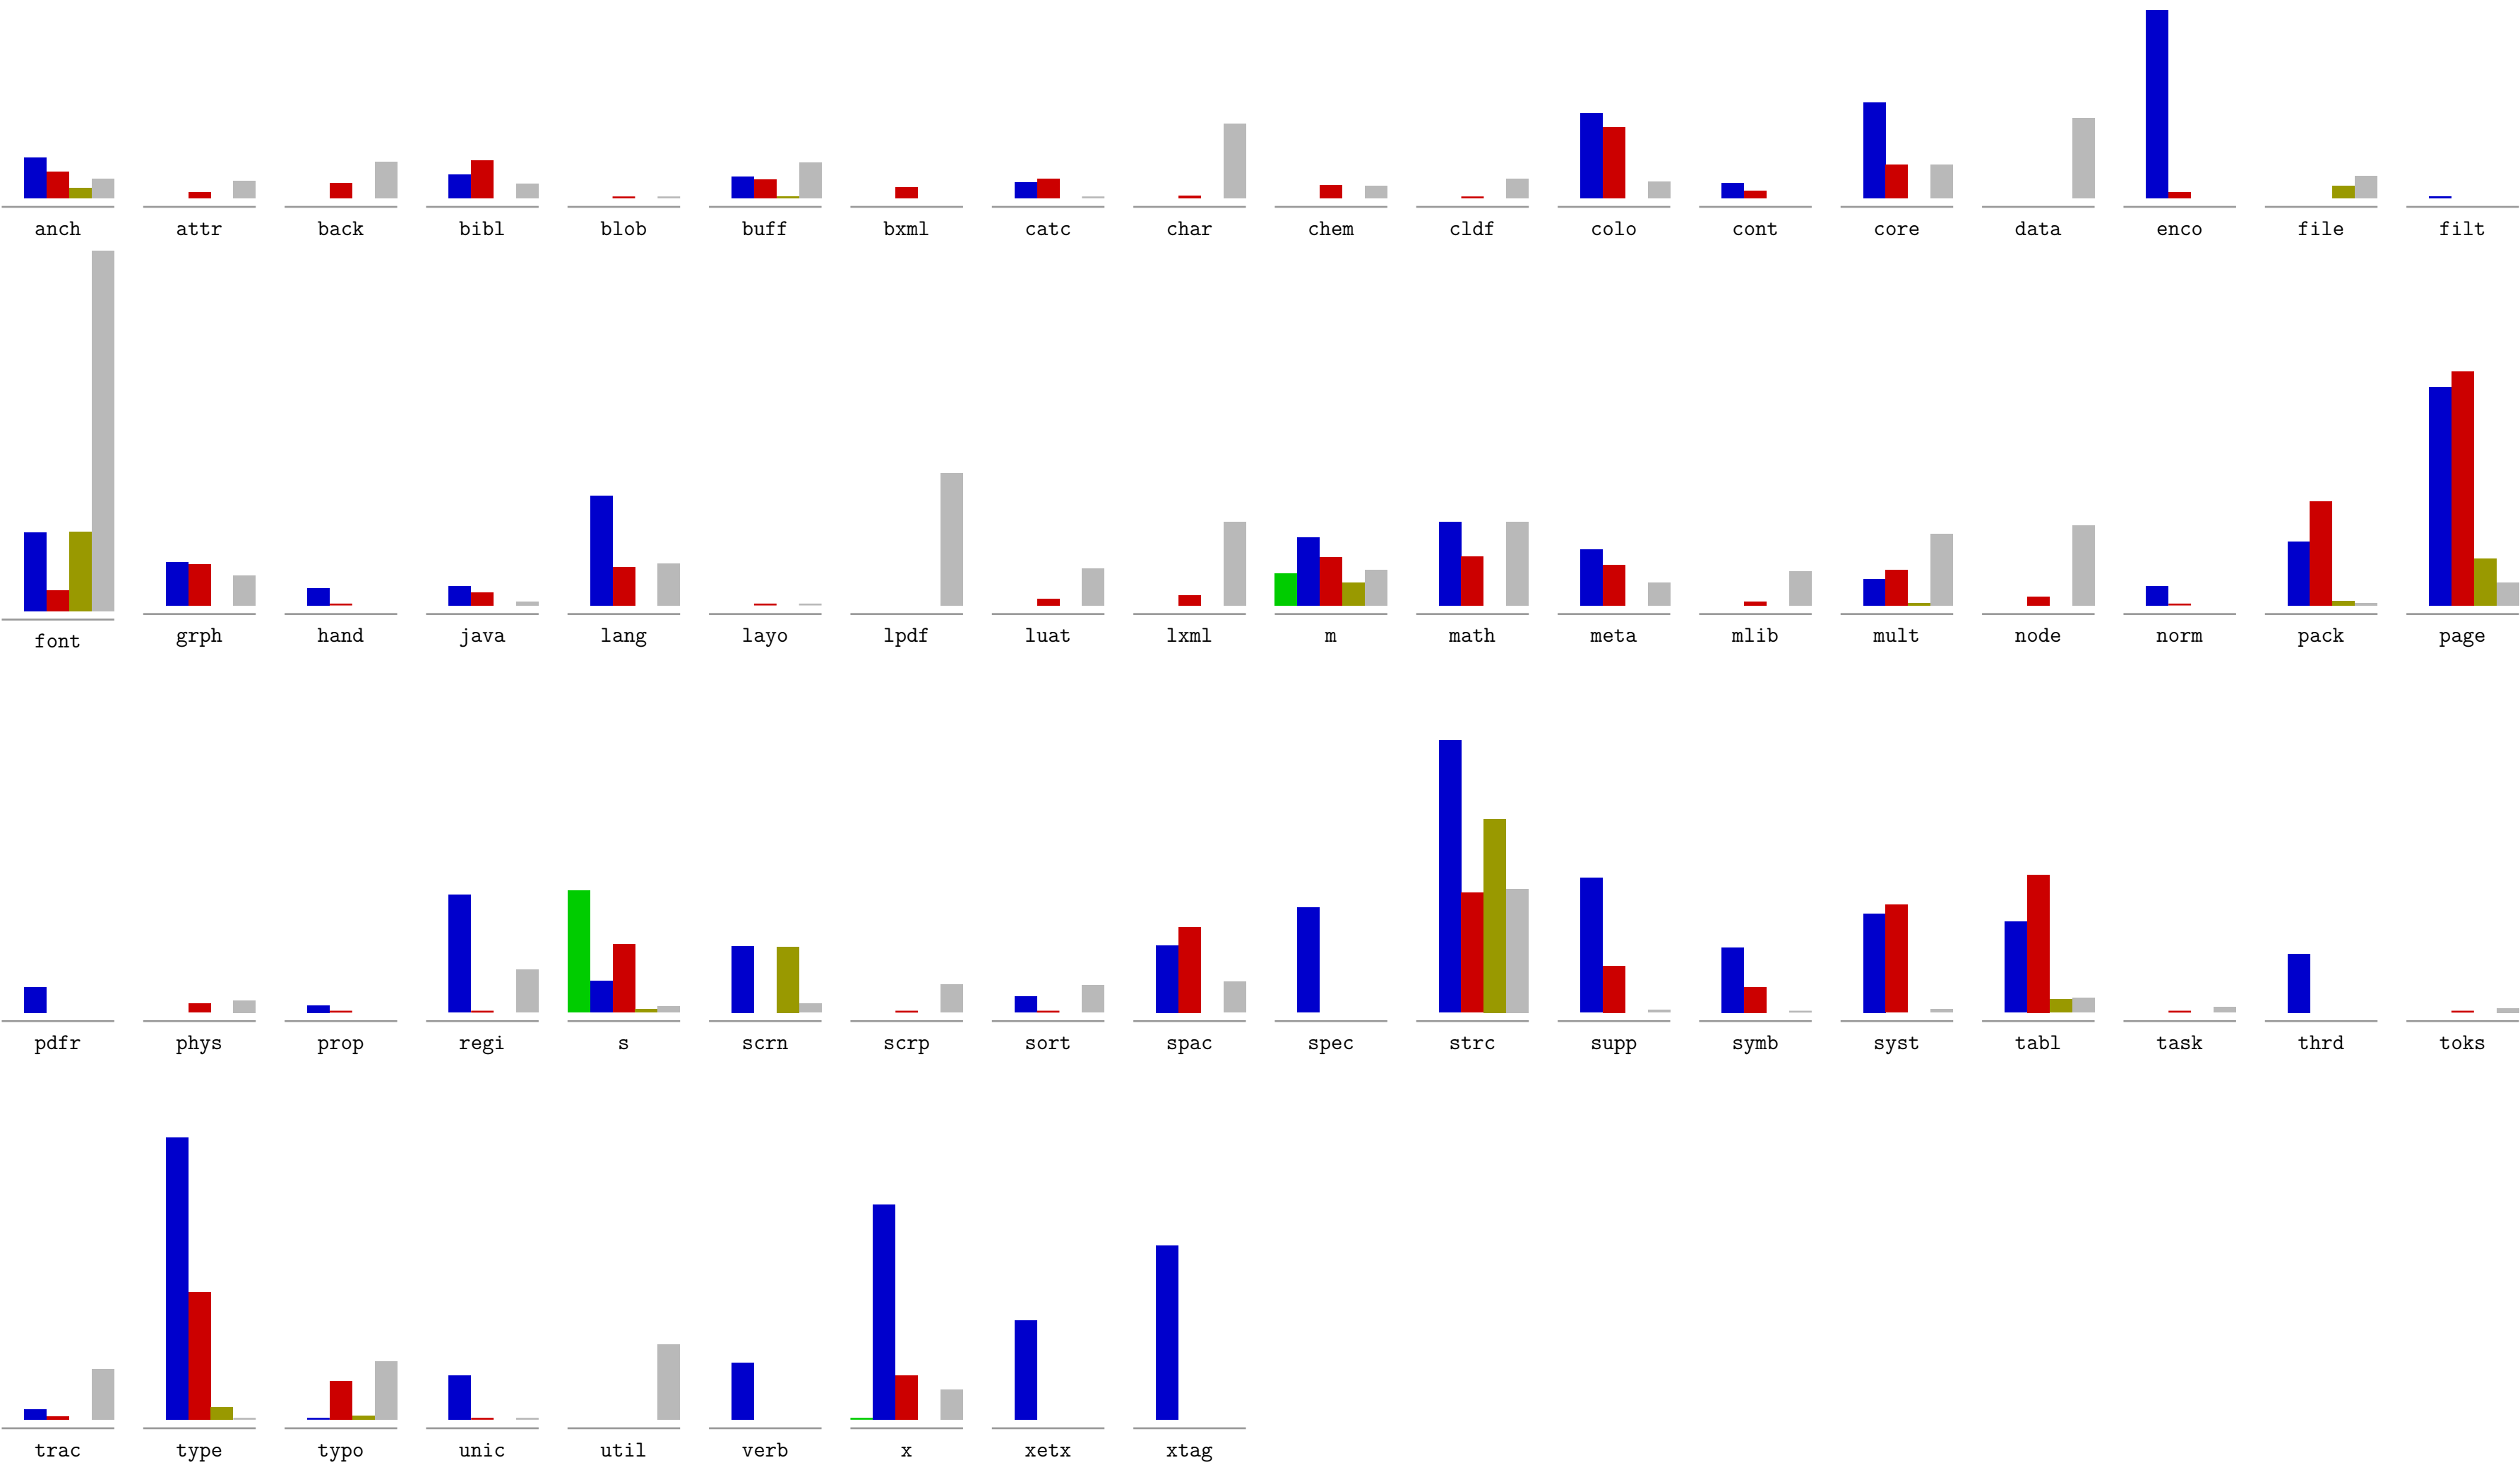 anch attr back bibl blob buff bxml catc char chem cldf colo cont core data enco file filt
font grph hand java lang layo lpdf luat lxml m math meta mlib mult node norm pack page
pdfr phys prop regi s scrn scrp sort spac spec strc supp symb syst tabl task thrd toks
trac type typo unic util verb x xetx xtag